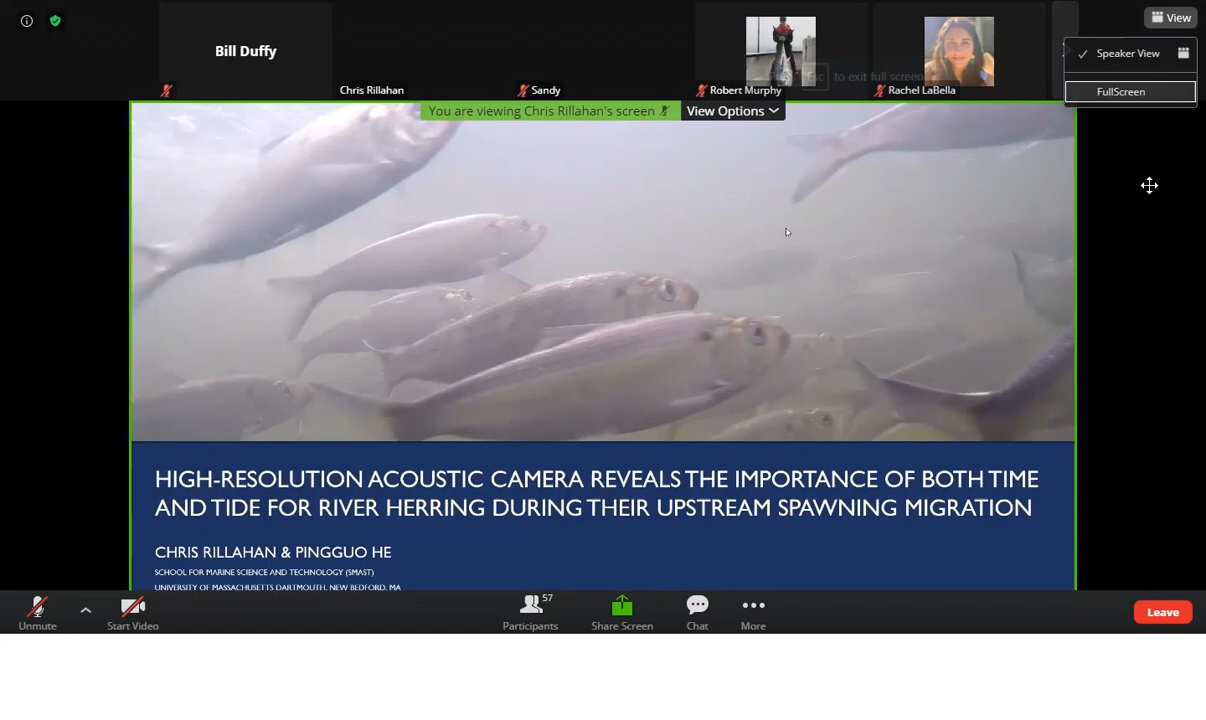 View
Bill Duffy
Speaker View
Esc to exit full screen
Chris Rillahan
Sandy
Robert Murphy
Rachel LaBella
FullScreen
You are viewing Chris Rillahan's screen
View Options
HIGH-RESOLUTION ACOUSTIC CAMERA REVEALS THE IMPORTANCE OF BOTH TIME
AND TIDE FOR RIVER HERRING DURING THEIR UPSTREAM SPAWNING MIGRATION
CHRIS RILLAHAN & PINGGUO HE
SCHOOL FOR MARINE SCIENCE AND TECHNOLOGY (SMAST)
UNIVERSITY OF MASSACHUSETTS DARTMOUTH, NEW BEDFORD, MA
57
Unmute
Start Video
Participants
Share Screen
Chat
More
Leave